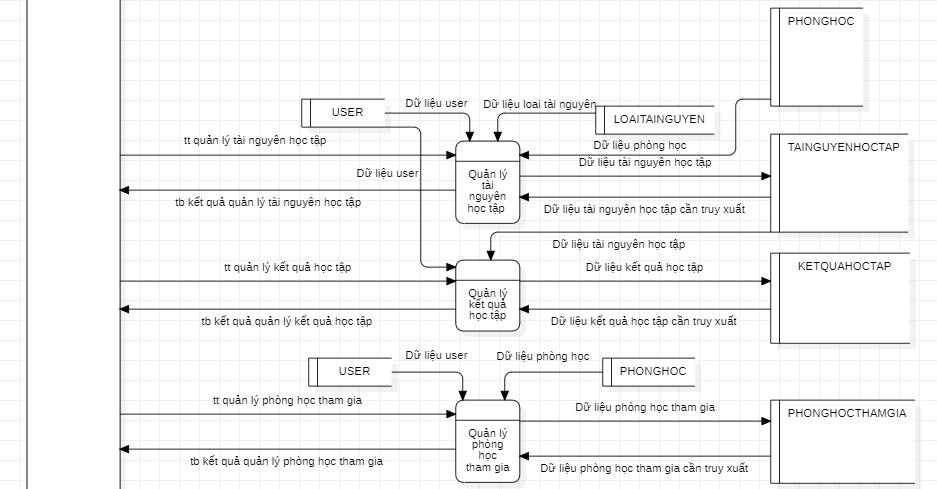 PHONGHOC
Dữ liệu user
Dữ liệu loai tài nguyên
USER
LOAITAINGUYEN
tt quản lý tài nguyên học tập
Dữ liệu phòng học
TAINGUYENHOCTAP
Dữ liệu tài nguyên học tập
Dữ liệu user
Quản lý
tài
nguyên
học tập
tb kết quả quản lý tài nguyên học tập
Dữ liệu tài nguyên học tập cần truy xuất
Dữ liệu tài nguyên học tập
tt quản lý kết quả học tập
Dữ liệu kết quả học tập
KETQUAHOCTAP
Quản lý
kết quả
học tập
tb kết quả quản lý kết quả học tập
Dữ liệu kết quả học tập cần truy xuất
Dữ liệu user
Dữ liệu phòng học
USER
PHONGHOC
tt quản lý phòng học tham gia
Dữ liệu phòng học tham gia
PHONGHOCTHAMGIA
Quản lý
phòng
học
tham gia
tb kết quả quản lý phòng học tham gia
Dữ liệu phòng học tham gia cần truy xuất